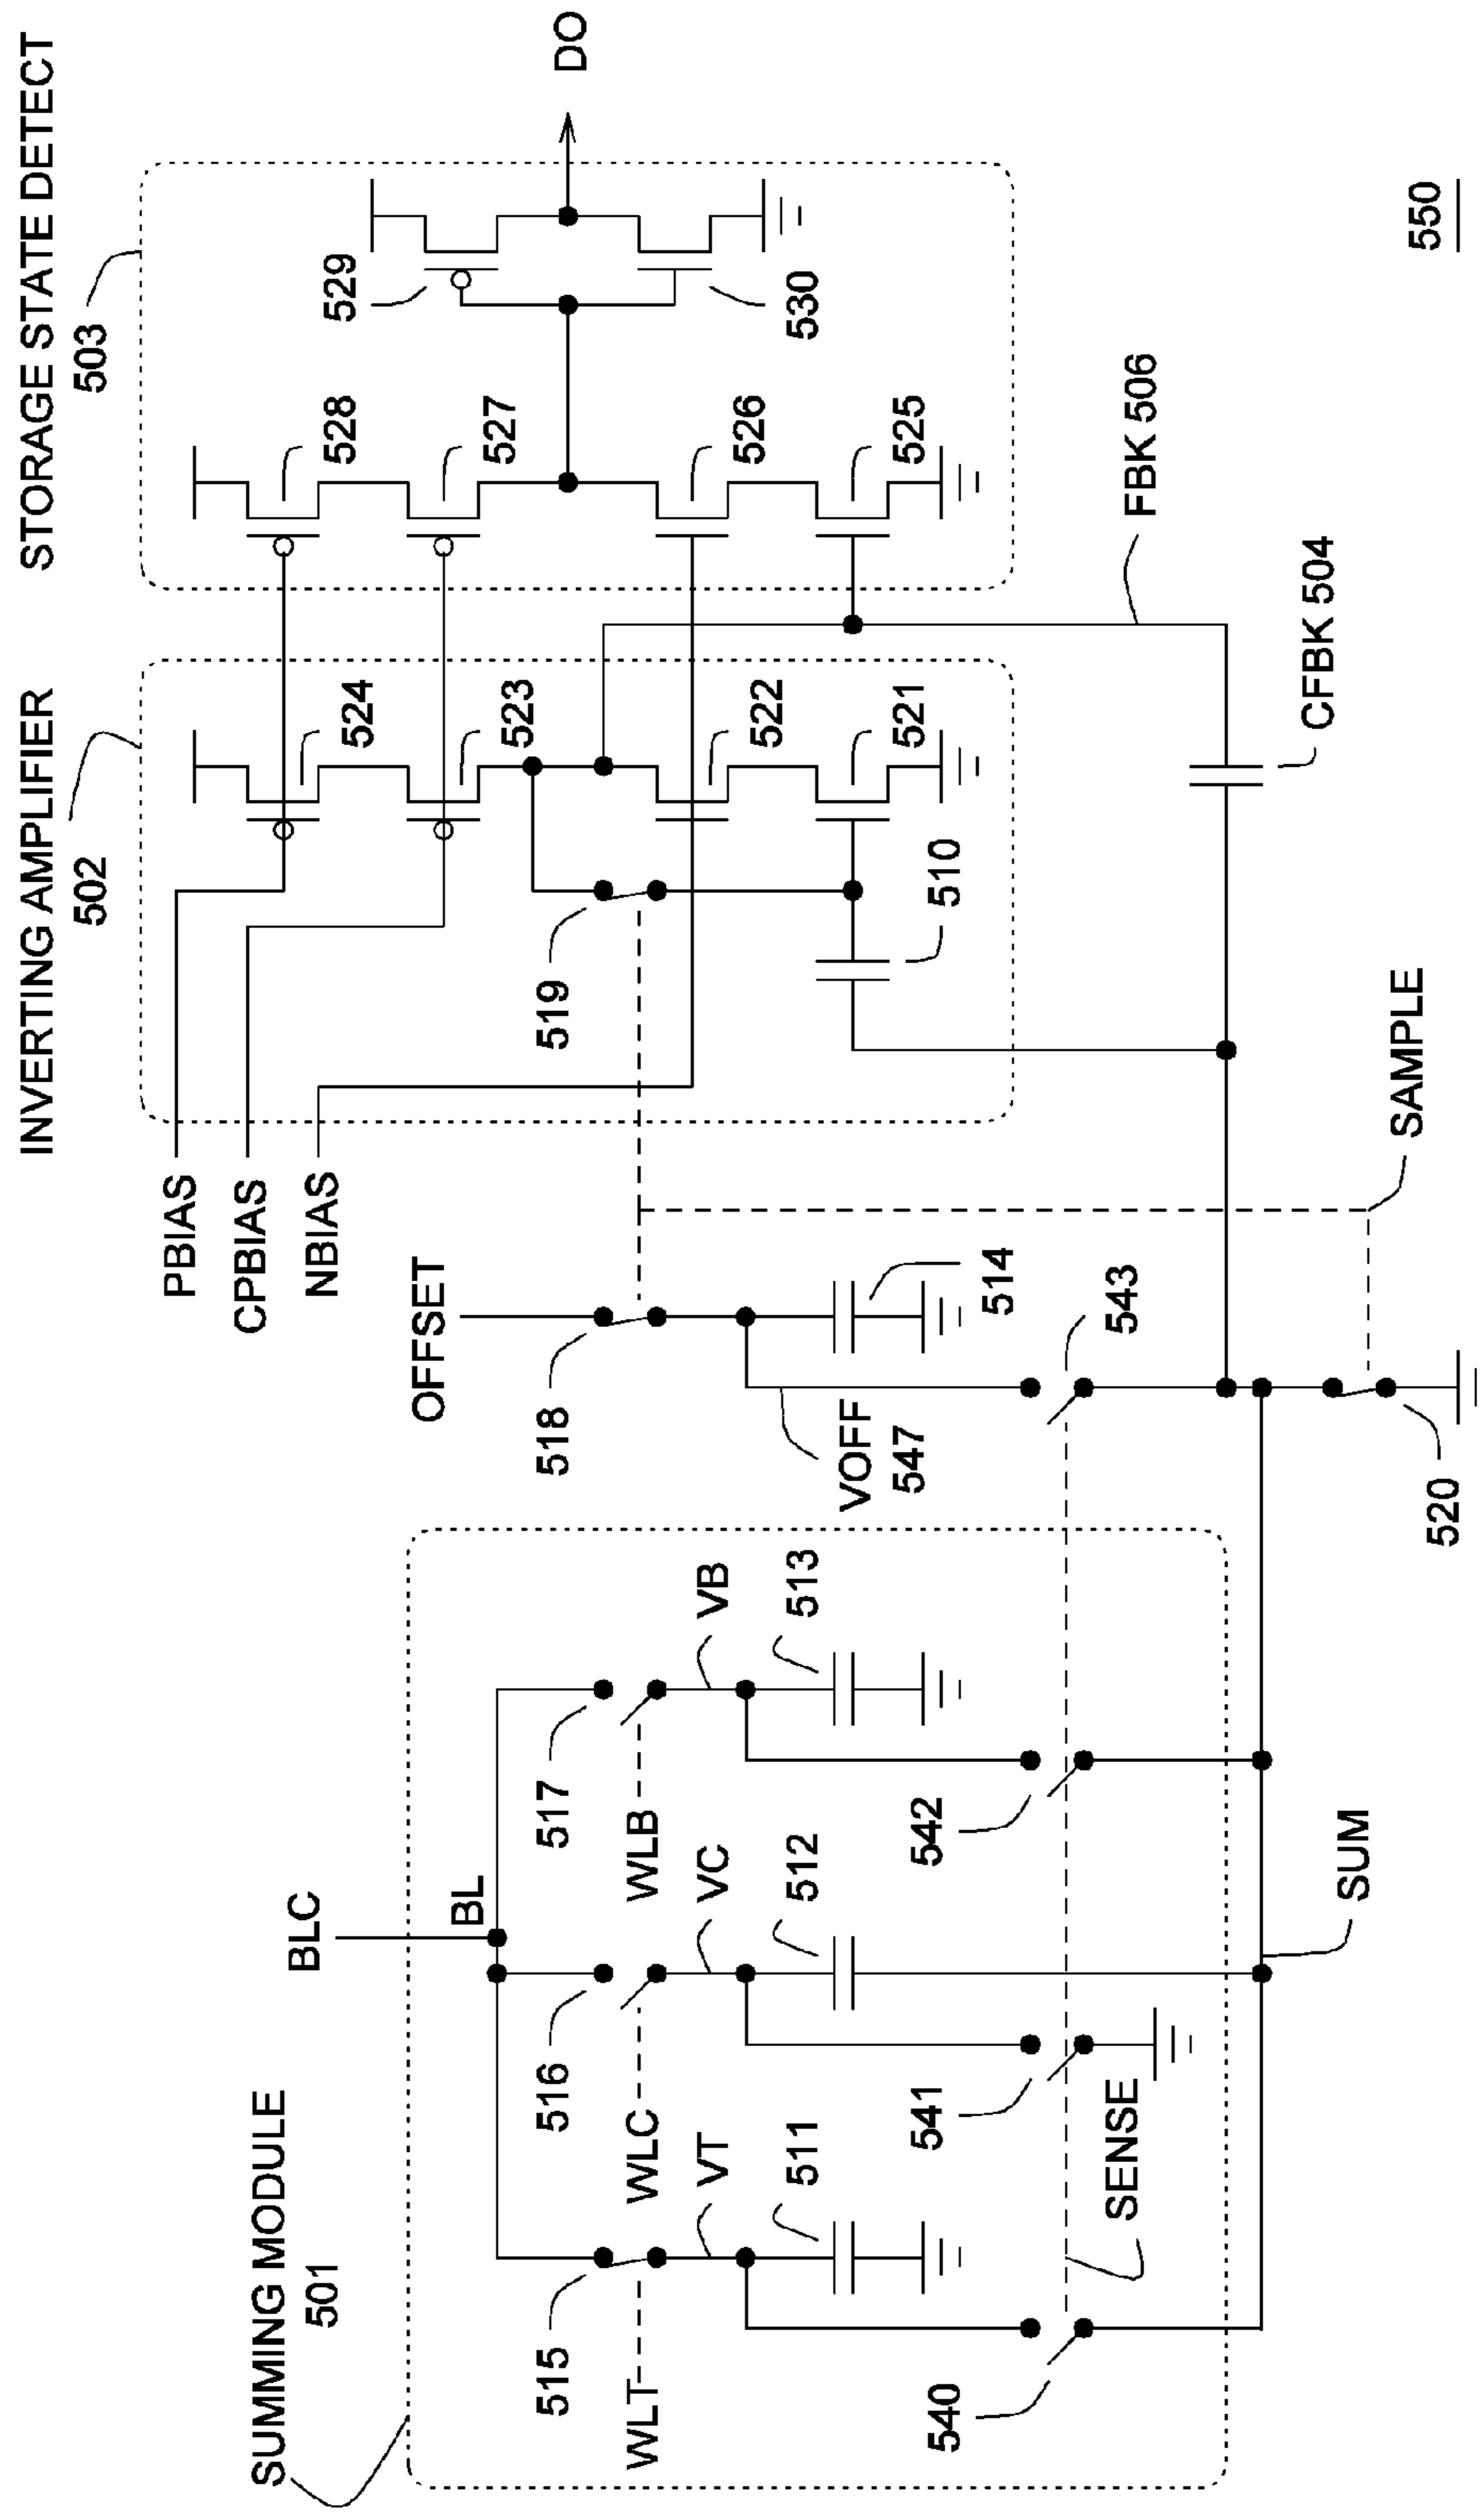 SUMMING MODULE
501
BLC
BL
515
WLT
516
WLC
517
WLB
VT
511
VC
512
VB
513
540
541
542
SENSE
SUM
OFFSET
518
514
VOFF
547
543
520
SAMPLE
INVERTING AMPLIFIER
502
PBIAS
CPBIAS
NBIAS
524
523
522
521
519
510
STORAGE STATE DETECT
503
528
527
526
525
529
530
DO
FBK 506
CFBK 504
550